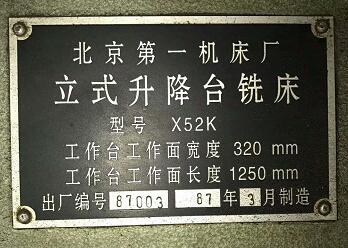 北京第一机床厂
立式升降台铣床
型号 X52K
工作台工作面宽度 320 mm
工作台工作面长度 1250 mm
出厂编号 87003 87年3月制造